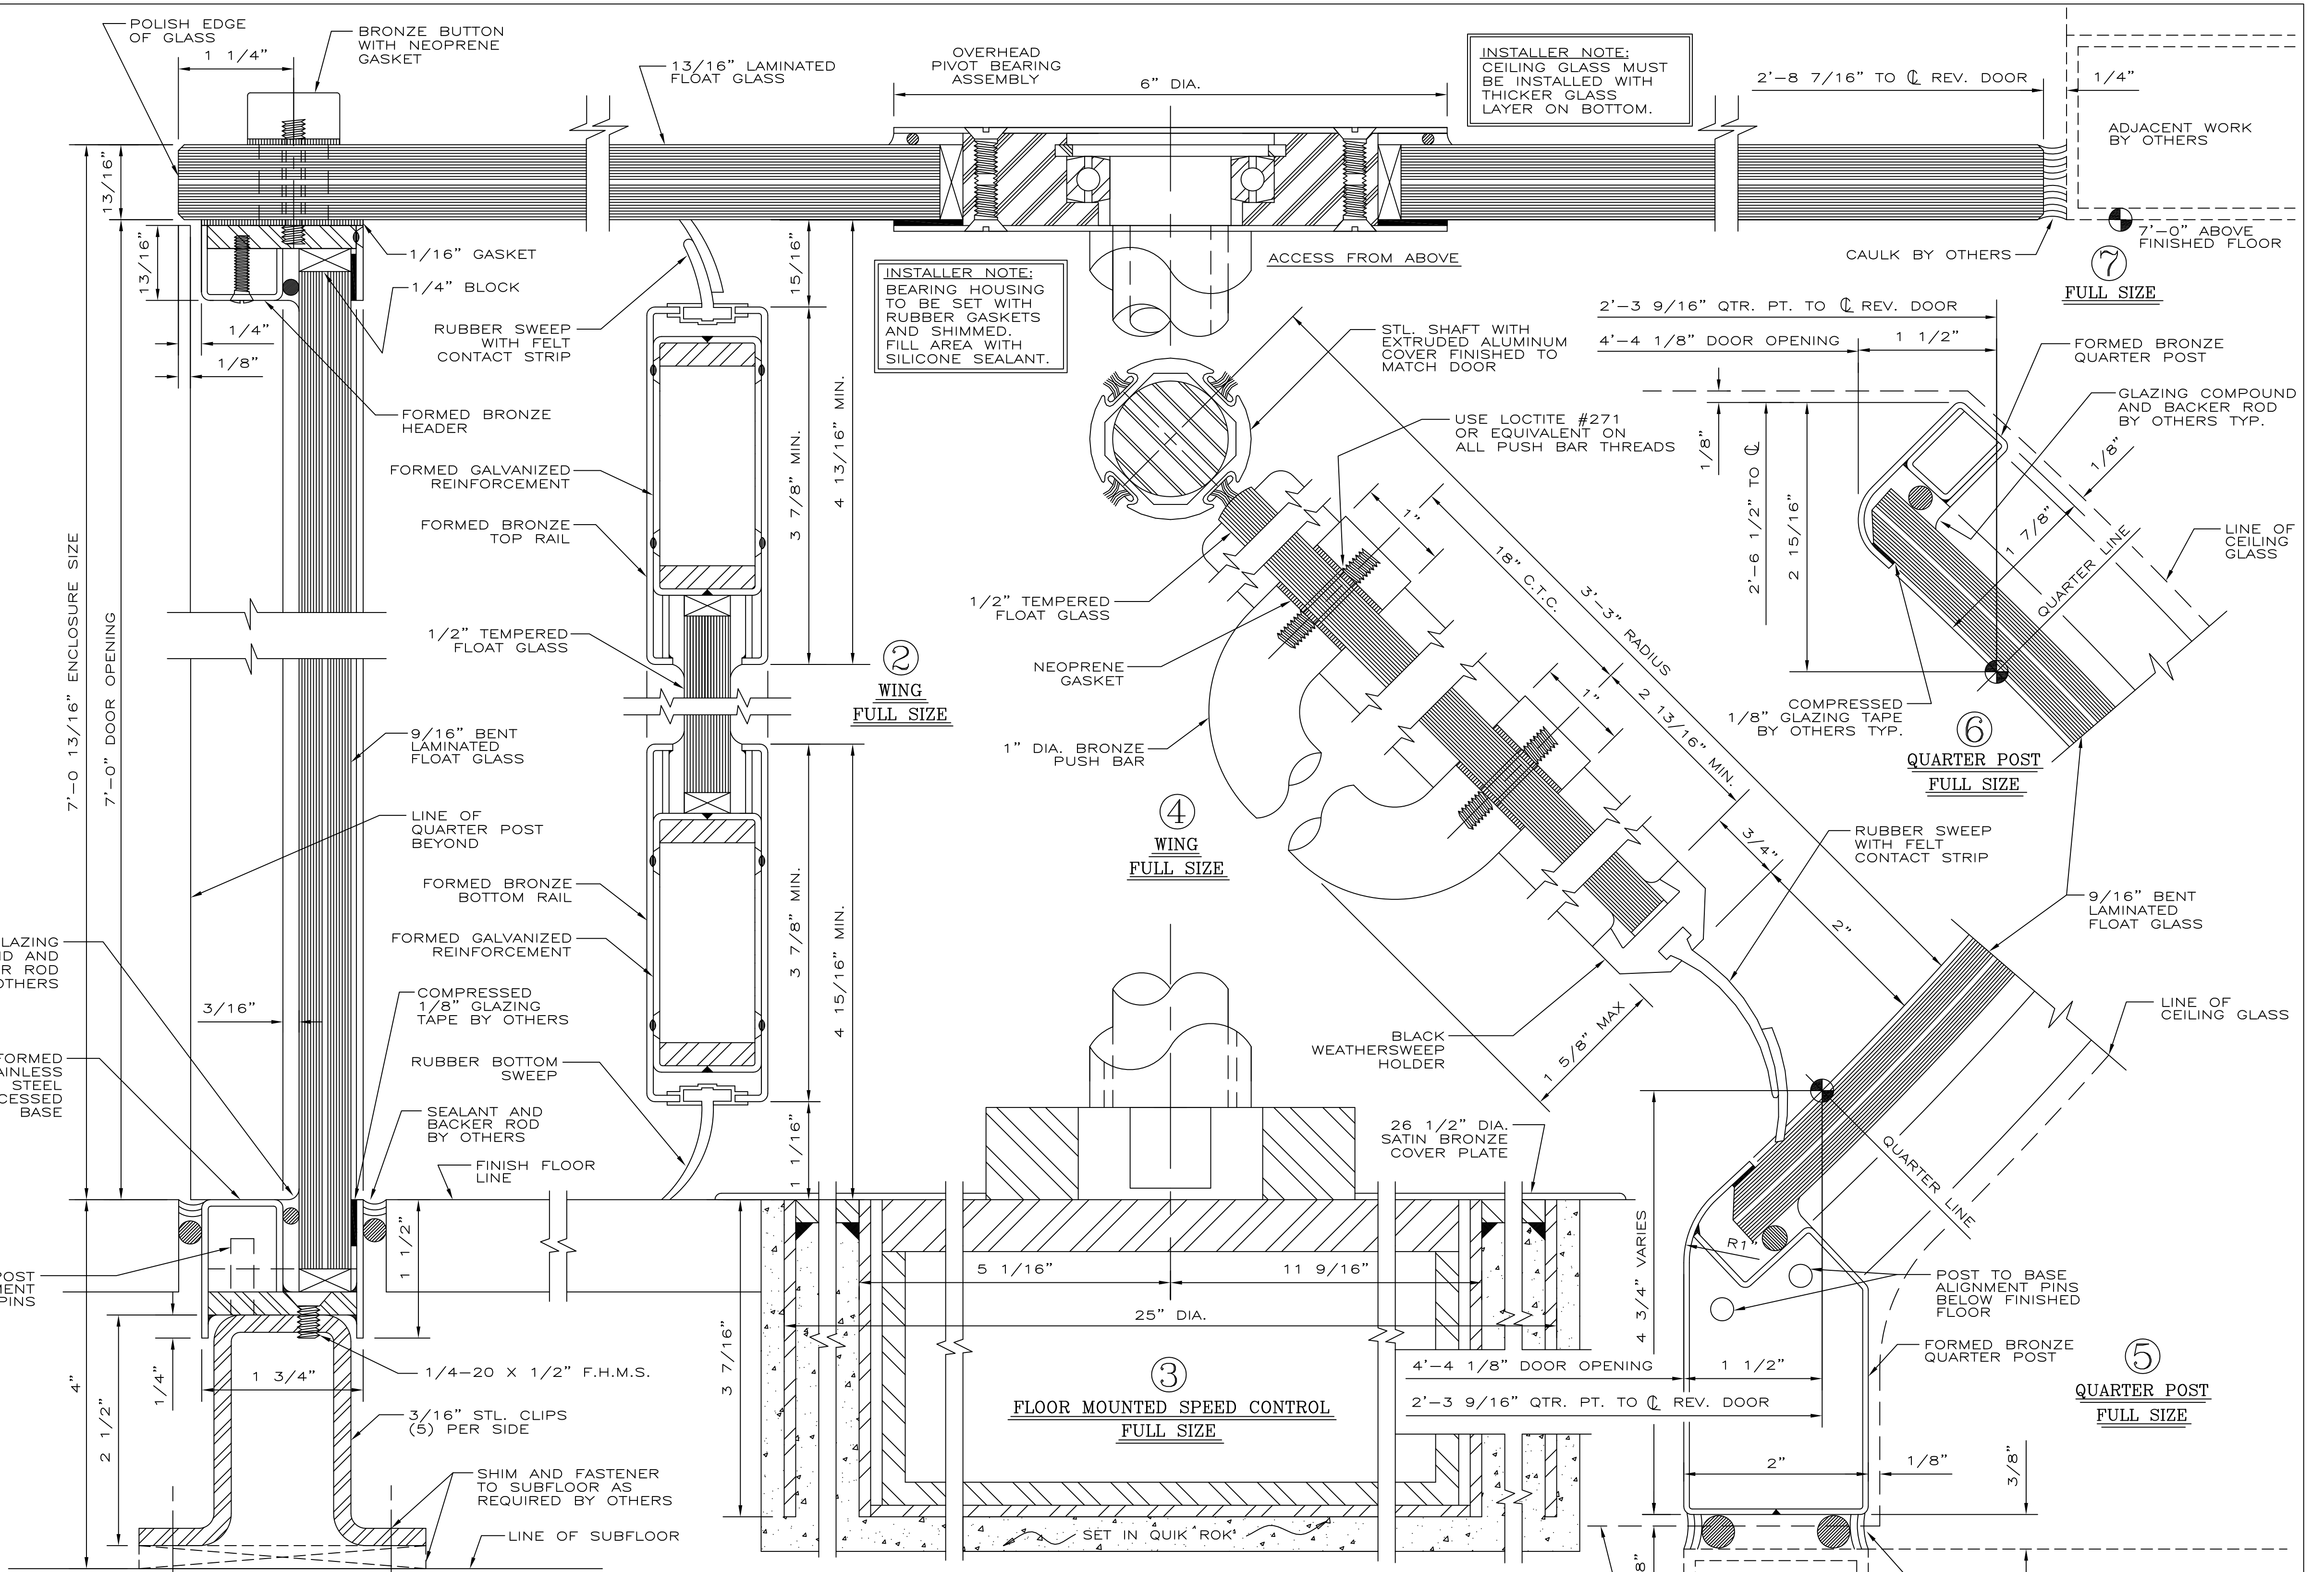 POLISH EDGE
OF GLASS
1 1/4"
BRONZE BUTTON
WITH NEOPRENE
GASKET
13/16" LAMINATED
FLOAT GLASS
OVERHEAD
PIVOT BEARING
ASSEMBLY
6" DIA.
INSTALLER NOTE:
CEILING GLASS MUST
BE INSTALLED WITH
THICKER GLASS
LAYER ON BOTTOM.
2'-8 7/16" TO ℄ REV. DOOR
1/4"
ADJACENT WORK
BY OTHERS
7'-0" ABOVE
FINISHED FLOOR
CAULK BY OTHERS
7
FULL SIZE
13/16"
13/16"
1/16" GASKET
1/4" BLOCK
1/4"
1/8"
FORMED BRONZE
HEADER
7'-0 13/16" ENCLOSURE SIZE
7'-0" DOOR OPENING
9/16" BENT
LAMINATED
FLOAT GLASS
LINE OF
QUARTER POST
BEYOND
RUBBER SWEEP
WITH FELT
CONTACT STRIP
FORMED GALVANIZED
REINFORCEMENT
FORMED BRONZE
TOP RAIL
1/2" TEMPERED
FLOAT GLASS
15/16"
3 7/8" MIN.
4 13/16" MIN.
2
WING
FULL SIZE
FORMED BRONZE
BOTTOM RAIL
FORMED GALVANIZED
REINFORCEMENT
RUBBER BOTTOM
SWEEP
3 7/8" MIN.
4 15/16" MIN.
1 1/16"
INSTALLER NOTE:
BEARING HOUSING
TO BE SET WITH
RUBBER GASKETS
AND SHIMMED.
FILL AREA WITH
SILICONE SEALANT.
ACCESS FROM ABOVE
STL. SHAFT WITH
EXTRUDED ALUMINUM
COVER FINISHED TO
MATCH DOOR
USE LOCTITE #271
OR EQUIVALENT ON
ALL PUSH BAR THREADS
1"
18" C.T.C.
3'-3" RADIUS
1/2" TEMPERED
FLOAT GLASS
NEOPRENE
GASKET
1" DIA. BRONZE
PUSH BAR
1"
2 13/16" MIN.
3/4"
2"
4
WING
FULL SIZE
BLACK
WEATHERSWEEP
HOLDER
1 5/8" MAX
RUBBER SWEEP
WITH FELT
CONTACT STRIP
9/16" BENT
LAMINATED
FLOAT GLASS
LINE OF
CEILING GLASS
2'-3 9/16" QTR. PT. TO ℄ REV. DOOR
4'-4 1/8" DOOR OPENING
1 1/2"
FORMED BRONZE
QUARTER POST
GLAZING COMPOUND
AND BACKER ROD
BY OTHERS TYP.
1/8"
1/8"
2'-6 1/2" TO ℄
2 15/16"
1 7/8"
QUARTER LINE
LINE OF
CEILING
GLASS
COMPRESSED
1/8" GLAZING TAPE
BY OTHERS TYP.
6
QUARTER POST
FULL SIZE
LAZING
ND AND
R ROD
OTHERS
3/16"
COMPRESSED
1/8" GLAZING
TAPE BY OTHERS
FORMED
AINLESS
STEEL
CESSED
BASE
SEALANT AND
BACKER ROD
BY OTHERS
FINISH FLOOR
LINE
1 1/2"
POST
MENT
PINS
4"
2 1/2"
1/4"
1 3/4"
1/4-20 X 1/2" F.H.M.S.
3/16" STL. CLIPS
(5) PER SIDE
SHIM AND FASTENER
TO SUBFLOOR AS
REQUIRED BY OTHERS
LINE OF SUBFLOOR
26 1/2" DIA.
SATIN BRONZE
COVER PLATE
5 1/16"
11 9/16"
25" DIA.
3 7/16"
3
FLOOR MOUNTED SPEED CONTROL
FULL SIZE
SET IN QUIK ROK
4 3/4" VARIES
QUARTER LINE
R1"
POST TO BASE
ALIGNMENT PINS
BELOW FINISHED
FLOOR
FORMED BRONZE
QUARTER POST
4'-4 1/8" DOOR OPENING
1 1/2"
2'-3 9/16" QTR. PT. TO ℄ REV. DOOR
5
QUARTER POST
FULL SIZE
2"
1/8"
3/8"
8"